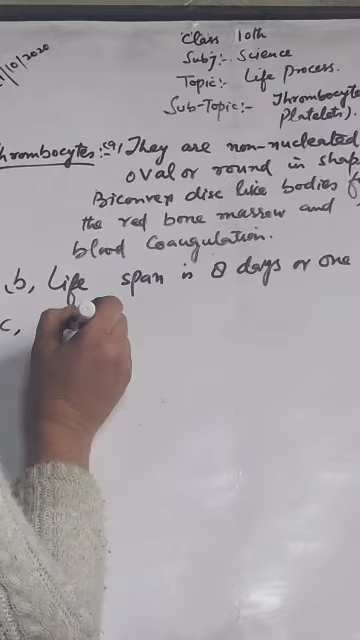 /10/2020
Class 10th
Subj:- Science
Topic:- Life Process.
Sub-Topic:- Thrombocyte
Platelets).
hrombocytes:- (a) They are non-nucleated
oval or round in shap
Biconvex disc like bodies f
the red bone marrow and
blood Coagulation.
b, Life span is 8 days or one
c,